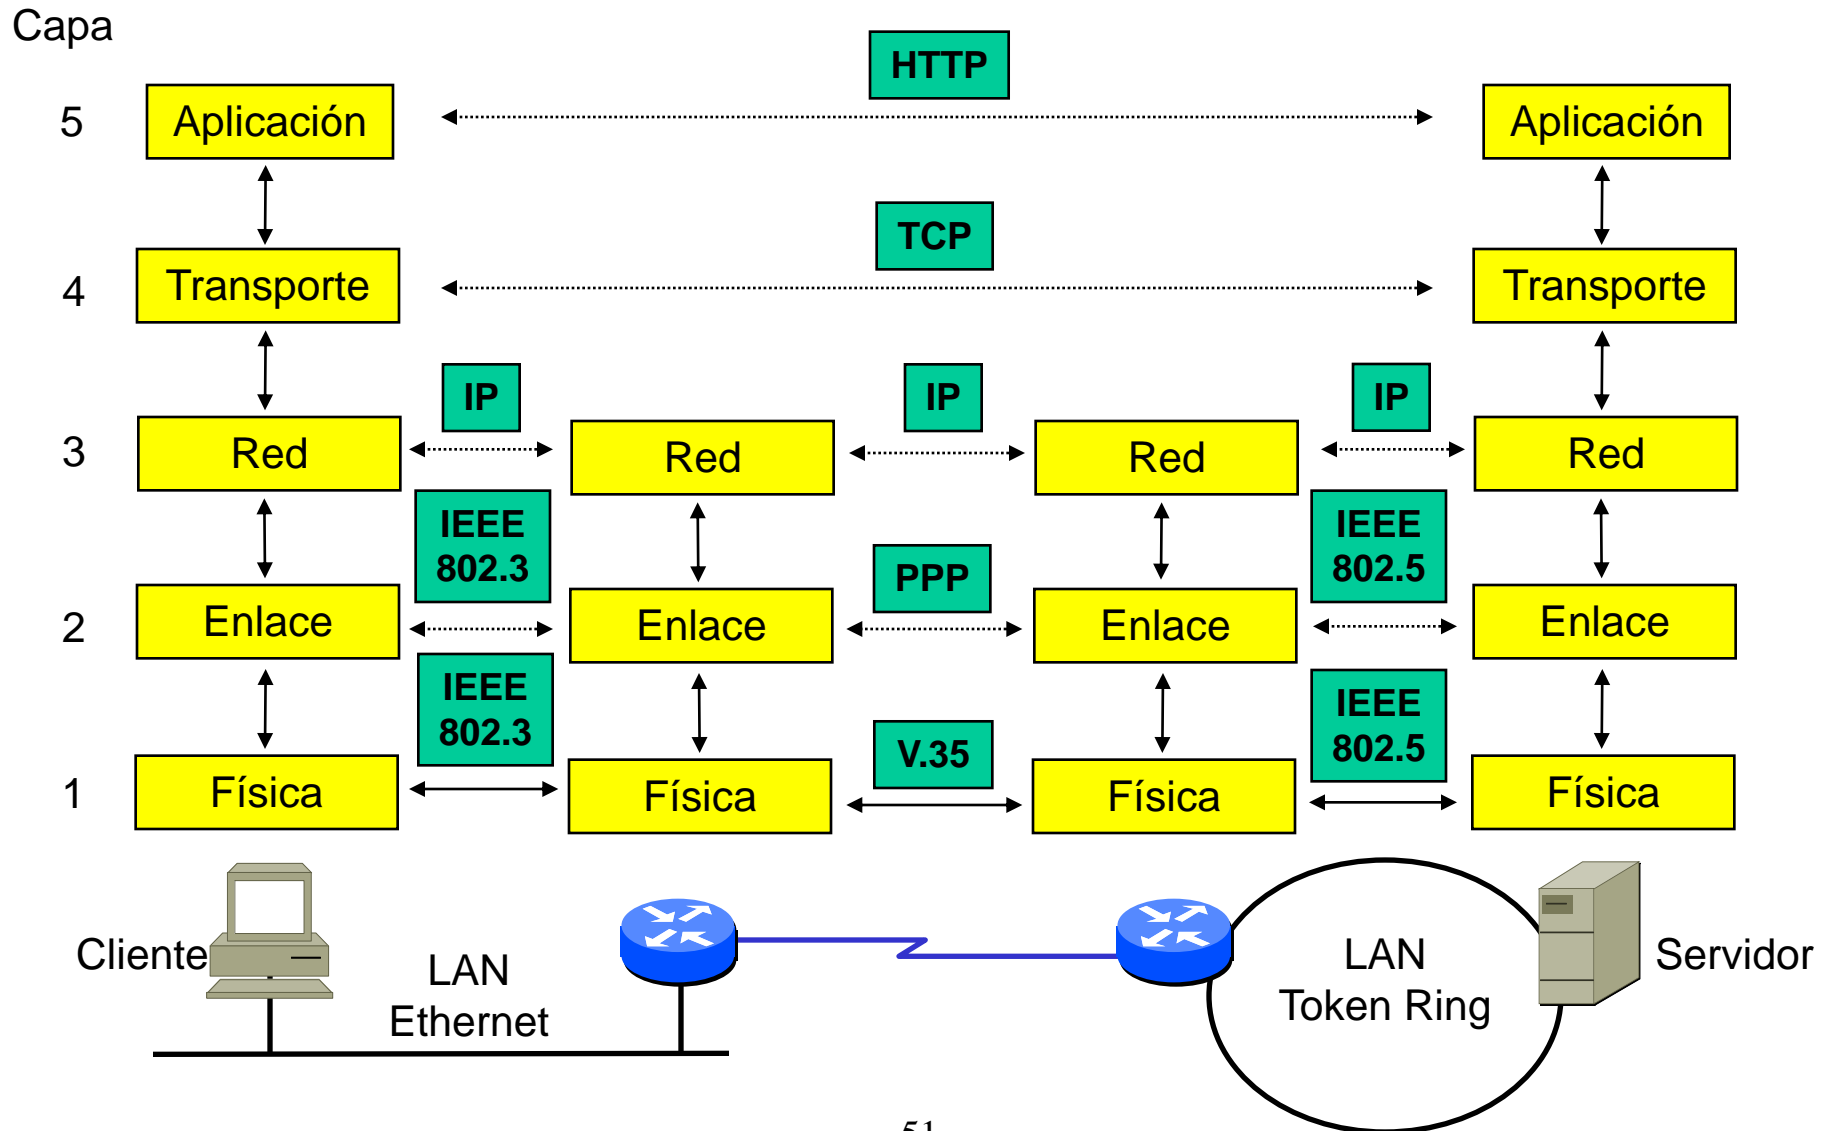 Capa
HTTP
5
Aplicación
Aplicación
TCP
4
Transporte
Transporte
IP
IP
IP
3
Red
Red
Red
Red
IEEE
802.3
PPP
IEEE
802.5
2
Enlace
Enlace
Enlace
Enlace
IEEE
802.3
V.35
IEEE
802.5
1
Física
Física
Física
Física
Cliente
LAN
Ethernet
LAN
Token Ring
Servidor
51